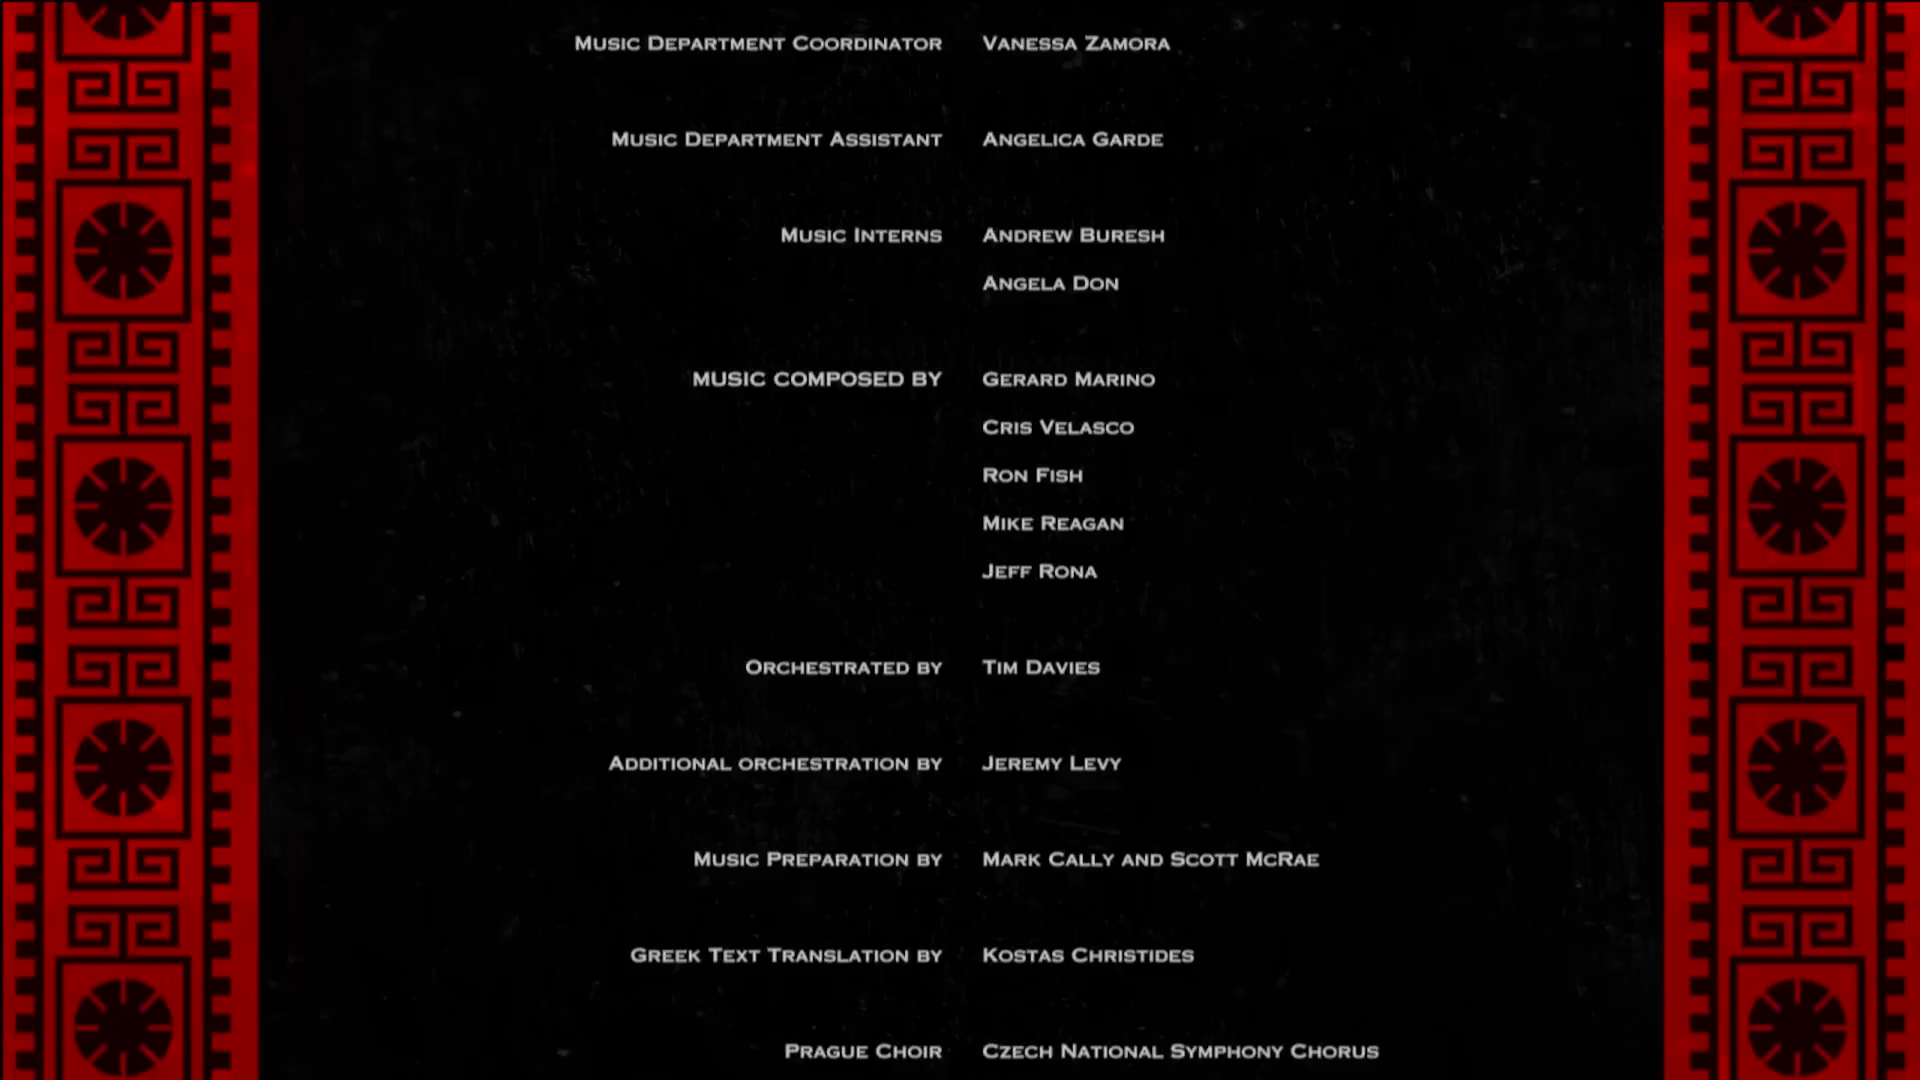 Music Department Coordinator Vanessa Zamora
Music Department Assistant Angelica Garde
Music Interns Andrew Buresh
Angela Don
MUSIC COMPOSED BY Gerard Marino
Cris Velasco
Ron Fish
Mike Reagan
Jeff Rona
Orchestrated by Tim Davies
Additional orchestration by Jeremy Levy
Music Preparation by Mark Cally and Scott McRae
Greek Text Translation by Kostas Christides
Prague Choir Czech National Symphony Chorus